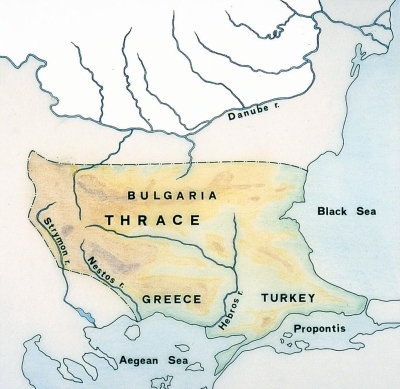 Danube r.
BULGARIA
THRACE
Black Sea
Strymon r.
Nestos r.
GREECE
Hebros r.
TURKEY
Propontis
Aegean Sea